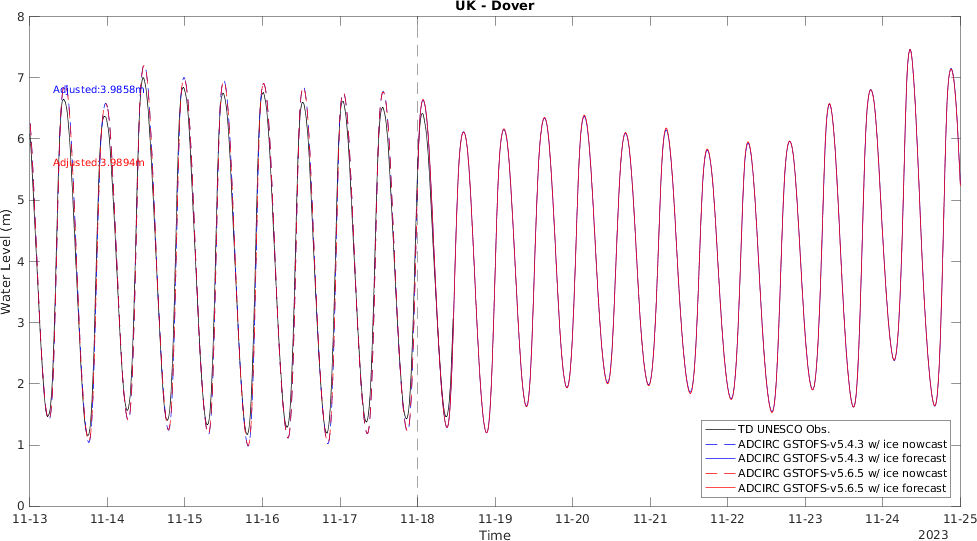 UK - Dover
8
7
6
5
4
3
2
1
0
Water Level (m)
Adjusted:3.9858m
Adjusted:3.9894m
TD UNESCO Obs.
ADCIRC GSTOFS-v5.4.3 w/ ice nowcast
ADCIRC GSTOFS-v5.4.3 w/ ice forecast
ADCIRC GSTOFS-v5.6.5 w/ ice nowcast
ADCIRC GSTOFS-v5.6.5 w/ ice forecast
11-13 11-14 11-15 11-16 11-17 11-18 11-19 11-20 11-21 11-22 11-23 11-24 11-25
Time
2023